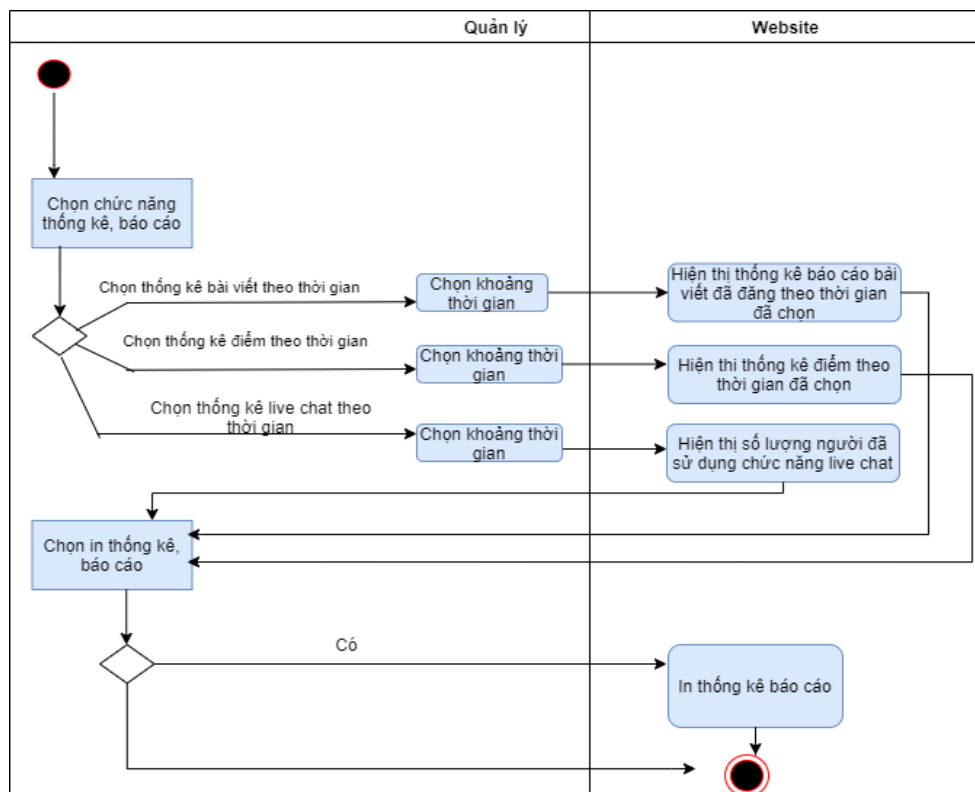 Quản lý
Website
Chọn chức năng
thống kê, báo cáo
Chọn thống kê bài viết theo thời gian
Chọn khoảng
thời gian
Hiện thị thống kê báo cáo bài
viết đã đăng theo thời gian
đã chọn
Chọn thống kê điểm theo thời gian
Chọn khoảng thời
gian
Hiện thi thống kê điểm theo
thời gian đã chọn
Chọn thống kê live chat theo
thời gian
Chọn khoảng thời
gian
Hiện thị số lượng người đã
sử dụng chức năng live chat
Chọn in thống kê,
báo cáo
Có
In thống kê báo cáo